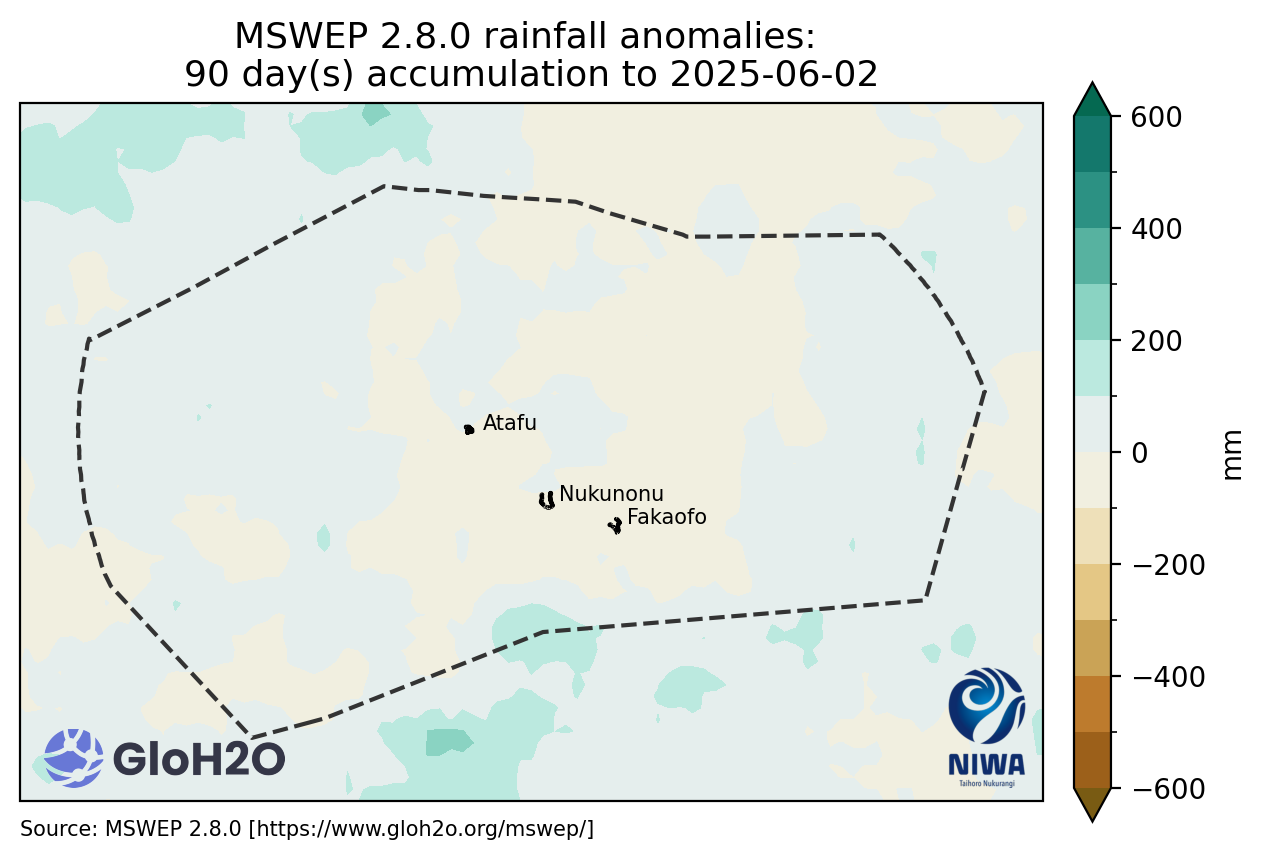 MSWEP 2.8.0 rainfall anomalies:
90 day(s) accumulation to 2025-06-02
600
400
200
0
−200
−400
−600
mm
Atafu
Nukunonu
Fakaofo
GloH2O
NIWA
Taihoro Nukurangi
Source: MSWEP 2.8.0 [https://www.gloh2o.org/mswep/]